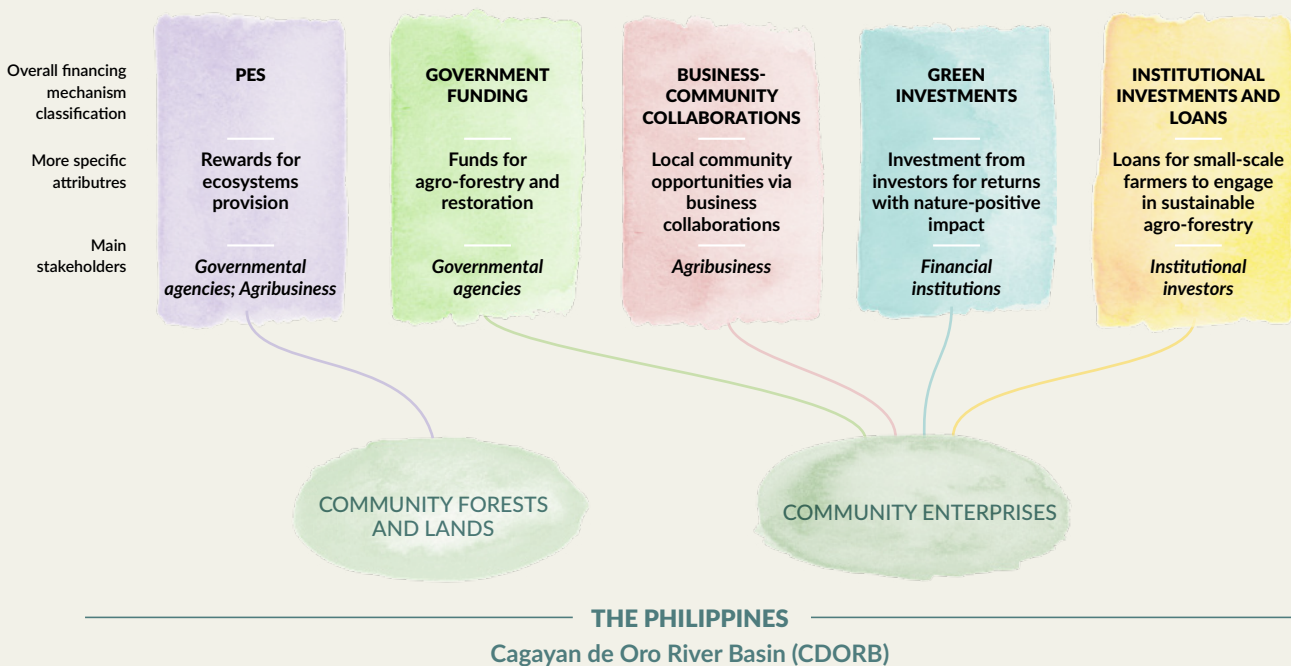 Overall financing
mechanism
classification
PES
GOVERNMENT
FUNDING
BUSINESS-
COMMUNITY
COLLABORATIONS
GREEN
INVESTMENTS
INSTITUTIONAL
INVESTMENTS AND
LOANS
More specific
attributres
Rewards for
ecosystems
provision
Funds for
agro-forestry and
restoration
Local community
opportunities via
business
collaborations
Investment from
investors for returns
with nature-positive
impact
Loans for small-scale
farmers to engage
in sustainable
agro-forestry
Main
stakeholders
Governmental
agencies; Agribusiness
Governmental
agencies
Agribusiness
Financial
institutions
Institutional
investors
COMMUNITY FORESTS
AND LANDS
COMMUNITY ENTERPRISES
THE PHILIPPINES
Cagayan de Oro River Basin (CDORB)